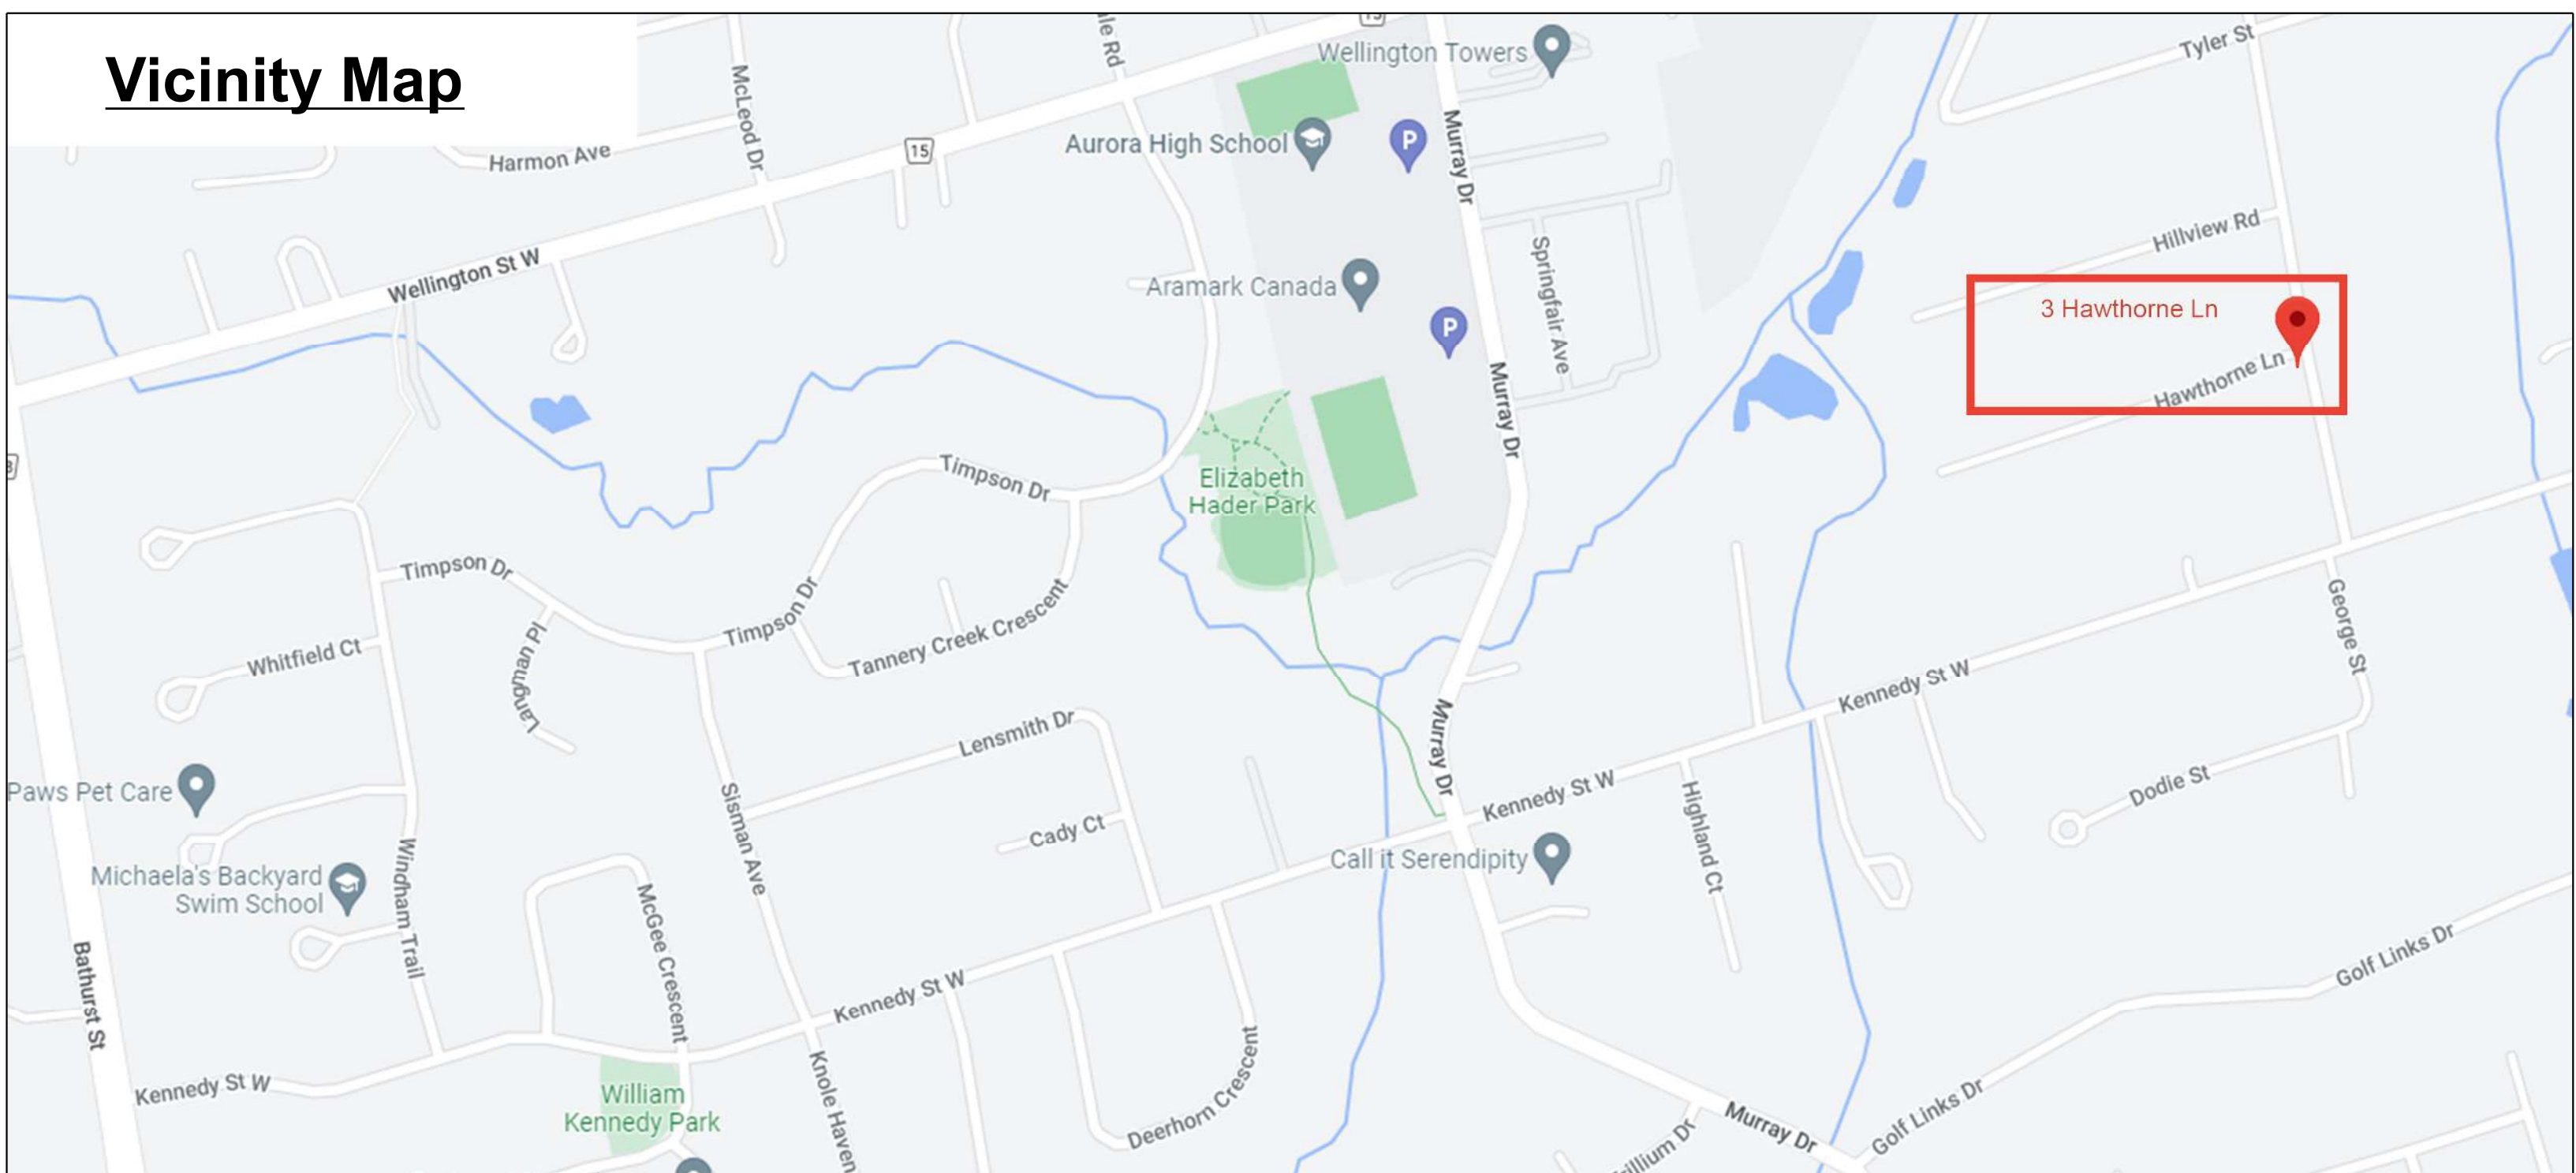 Vicinity Map
Tyler St
Wellington Towers
McLeod Dr
Murray Dr
Aurora High School
P
15
Harmon Ave
Hillview Rd
Springfair Ave
Wellington St W
Aramark Canada
3 Hawthorne Ln
P
Hawthorne Ln
Murray Dr
Timpson Dr
Elizabeth
Hader Park
Timpson Dr
Timpson Dr
Tannery Creek Crescent
George St
Whitfield Ct
Langman Pl
Kennedy St W
Lensmith Dr
Murray Dr
Paws Pet Care
Kennedy St W
Highland Ct
Dodie St
Sisman Ave
Cady Ct
Call it Serendipity
Michaela's Backyard
Swim School
Windham Trail
McGee Crescent
Golf Links Dr
Bathurst St
Kennedy St W
Kennedy St W
William
Kennedy Park
Knole Haven
Deerhorn Crescent
Murray Dr
Golf Links Dr